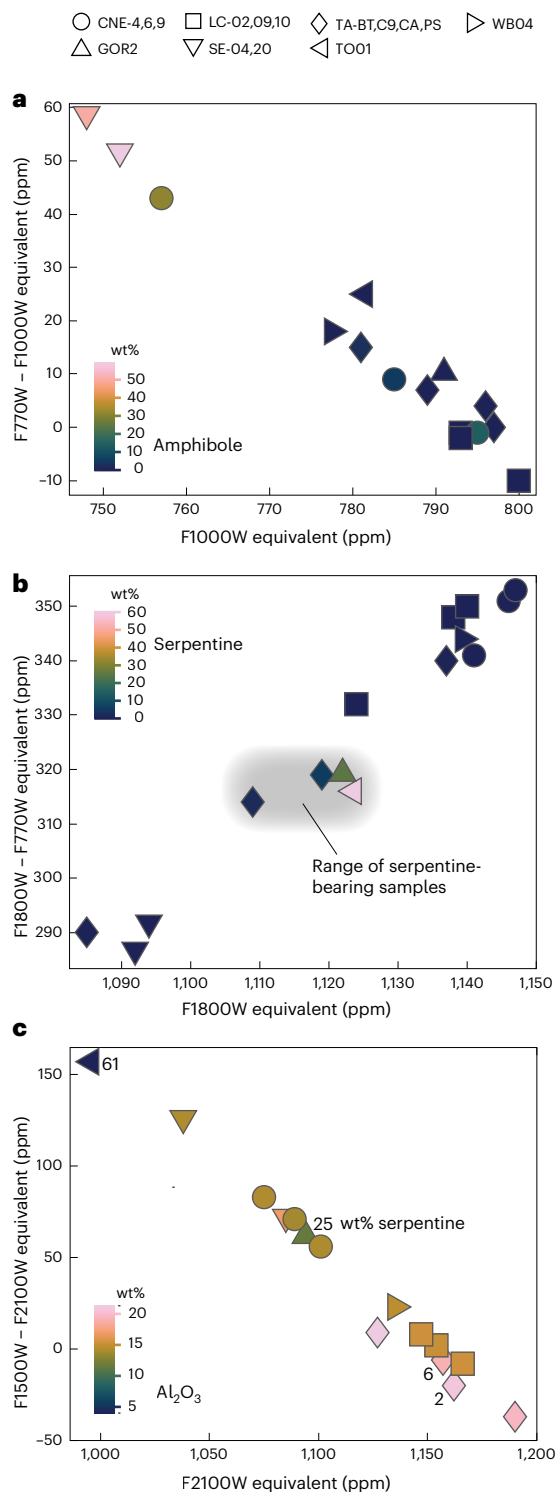 CNE-4,6,9 LC-02,09,10 TA-BT,C9,CA,PS WB04
GOR2 SE-04,20 TO01
a
60
50
40
30
20
10
0
−10
F770W − F1000W equivalent (ppm)
wt%
50
40
30
20
10
0
Amphibole
750 760 770 780 790 800
F1000W equivalent (ppm)
b
350
340
330
320
310
300
290
F1800W − F770W equivalent (ppm)
wt%
60
50
40
30
20
10
0
Serpentine
Range of serpentine-
bearing samples
1,090 1,100 1,110 1,120 1,130 1,140 1,150
F1800W equivalent (ppm)
c
150
100
50
0
−50
F1500W − F2100W equivalent (ppm)
61
25 wt% serpentine
6
2
wt%
20
15
10
5
Al₂O₃
1,000 1,050 1,100 1,150 1,200
F2100W equivalent (ppm)